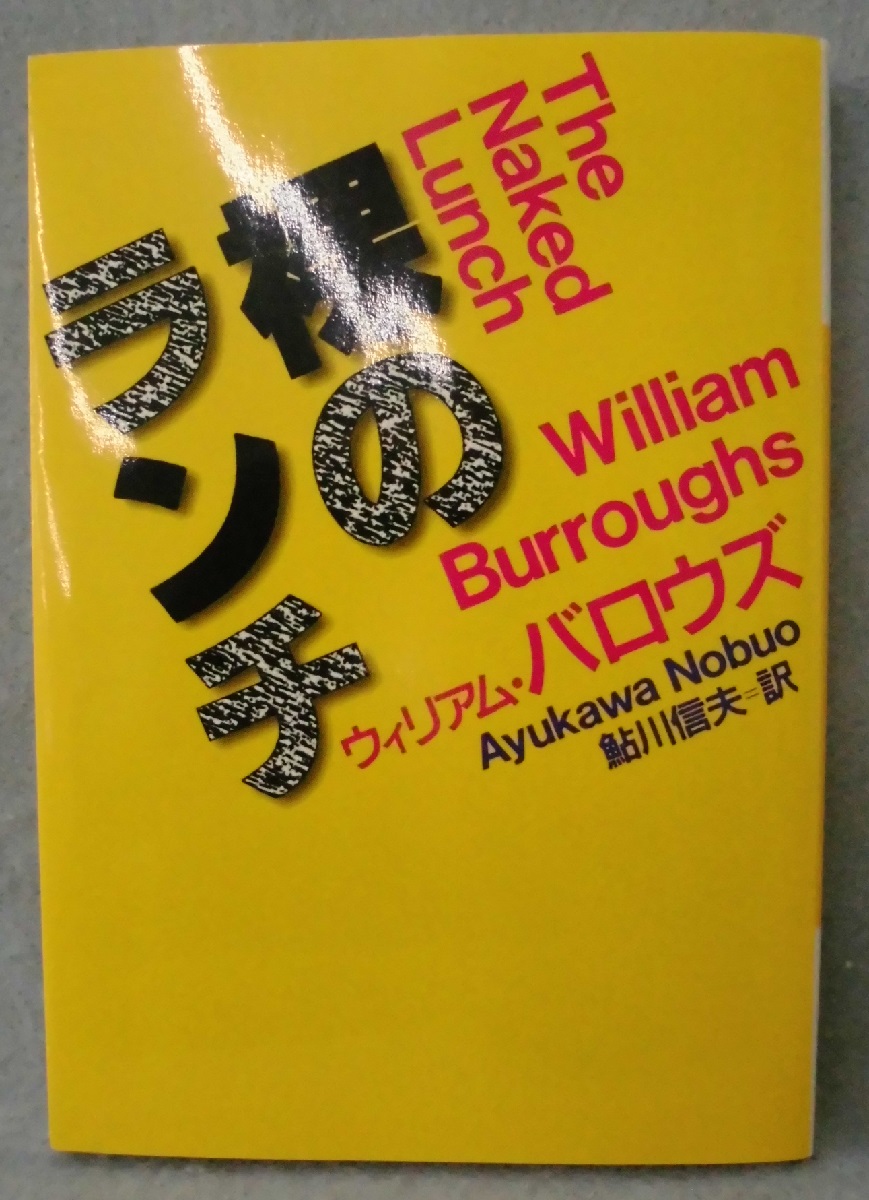 The
Naked
Lunch
裸の
ランチ
William
Burroughs
ウィリアム・バロウズ
Ayukawa Nobuo
鮎川信夫=訳